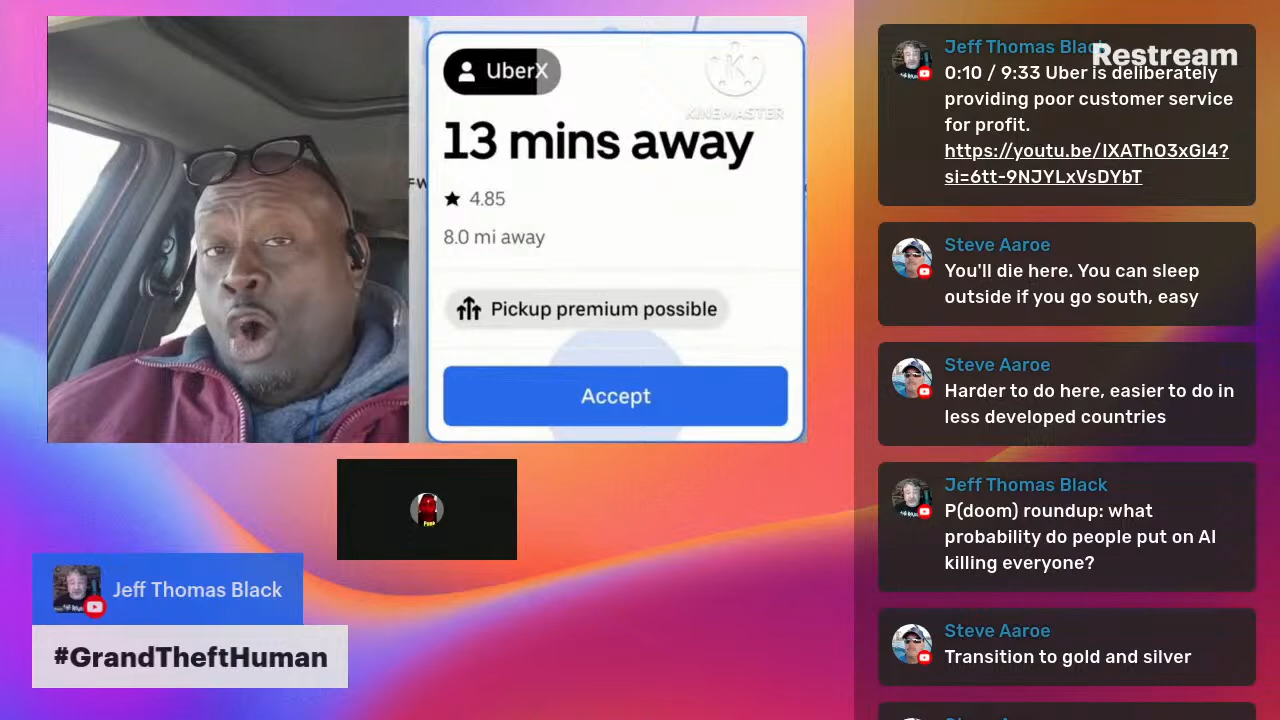 UberX
KINEMASTER
13 mins away
4.85
8.0 mi away
Pickup premium possible
Accept
Jeff Thomas Black
#GrandTheftHuman
Restream
Jeff Thomas Black
0:10 / 9:33 Uber is deliberately
providing poor customer service
for profit.
https://youtu.be/IXAThO3xGI4?
si=6tt-9NJYLxVsDYbT
Steve Aaroe
You'll die here. You can sleep
outside if you go south, easy
Steve Aaroe
Harder to do here, easier to do in
less developed countries
Jeff Thomas Black
P(doom) roundup: what
probability do people put on AI
killing everyone?
Steve Aaroe
Transition to gold and silver